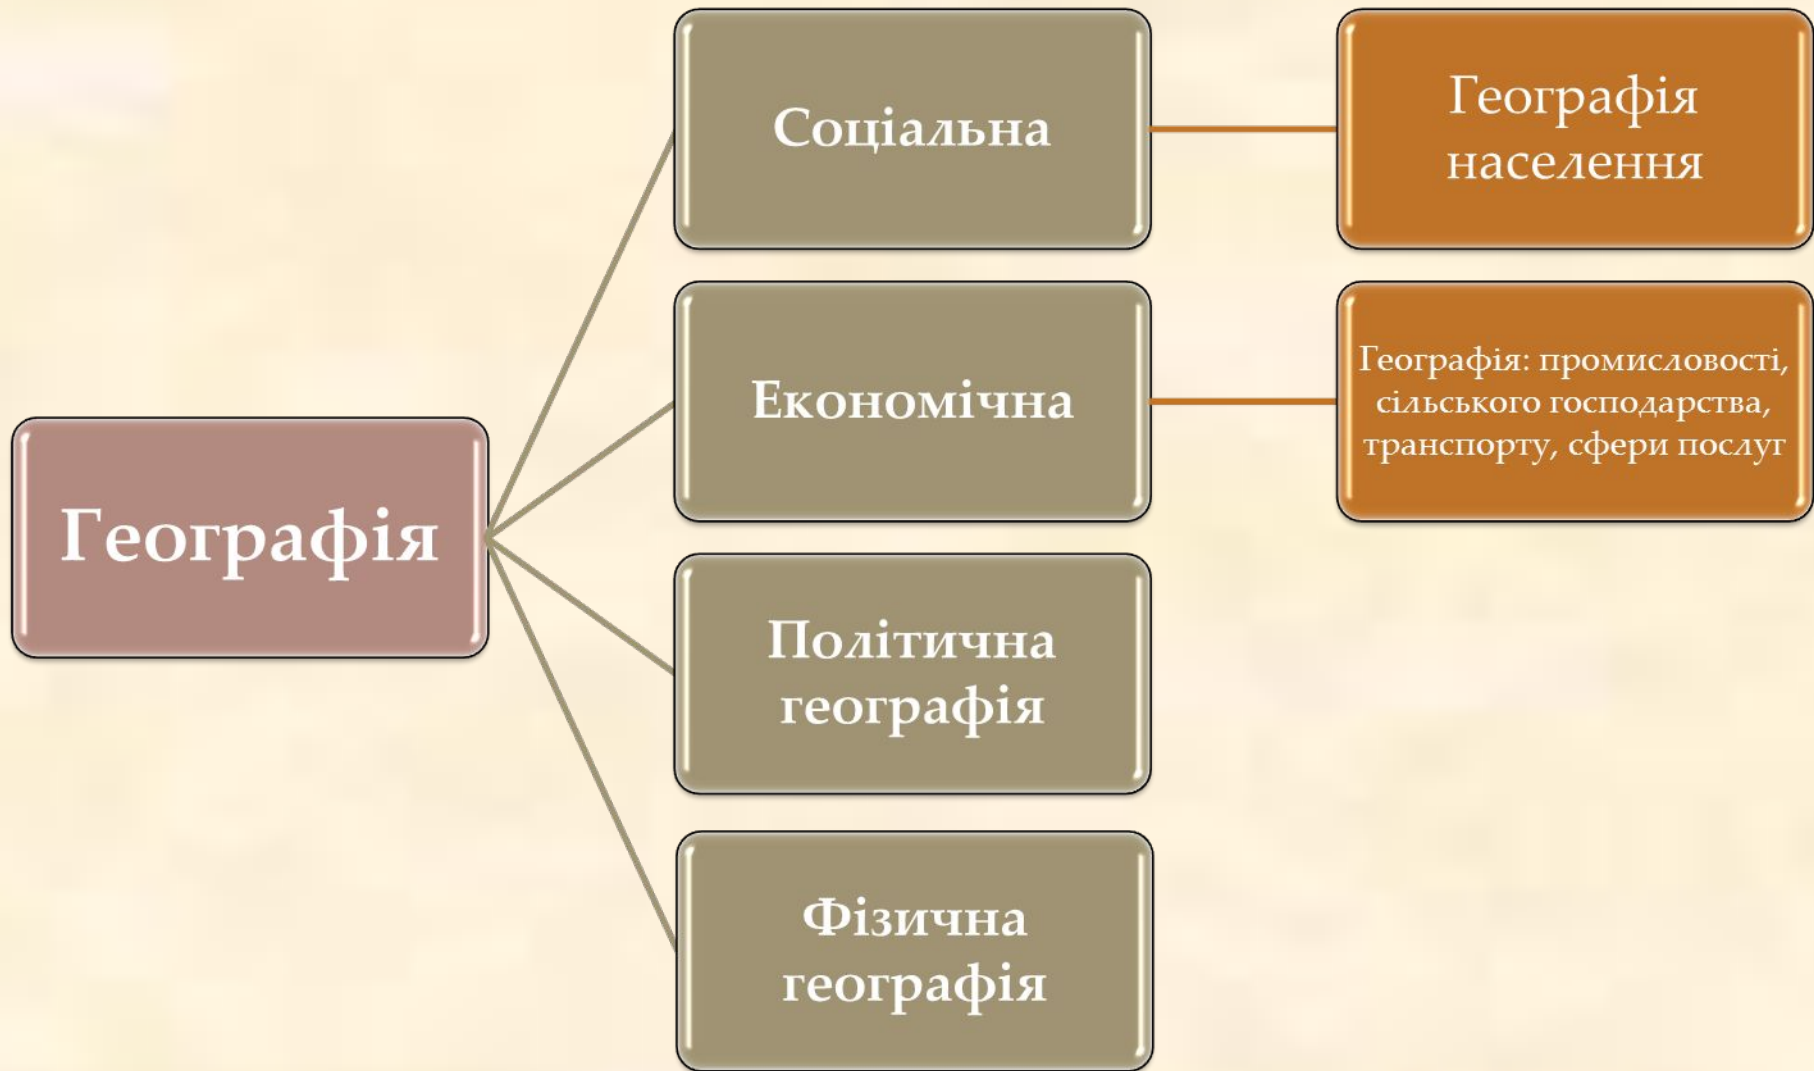 Географія
Соціальна
Географія
населення
Економічна
Географія: промисловості,
сільського господарства,
транспорту, сфери послуг
Політична
географія
Фізична
географія